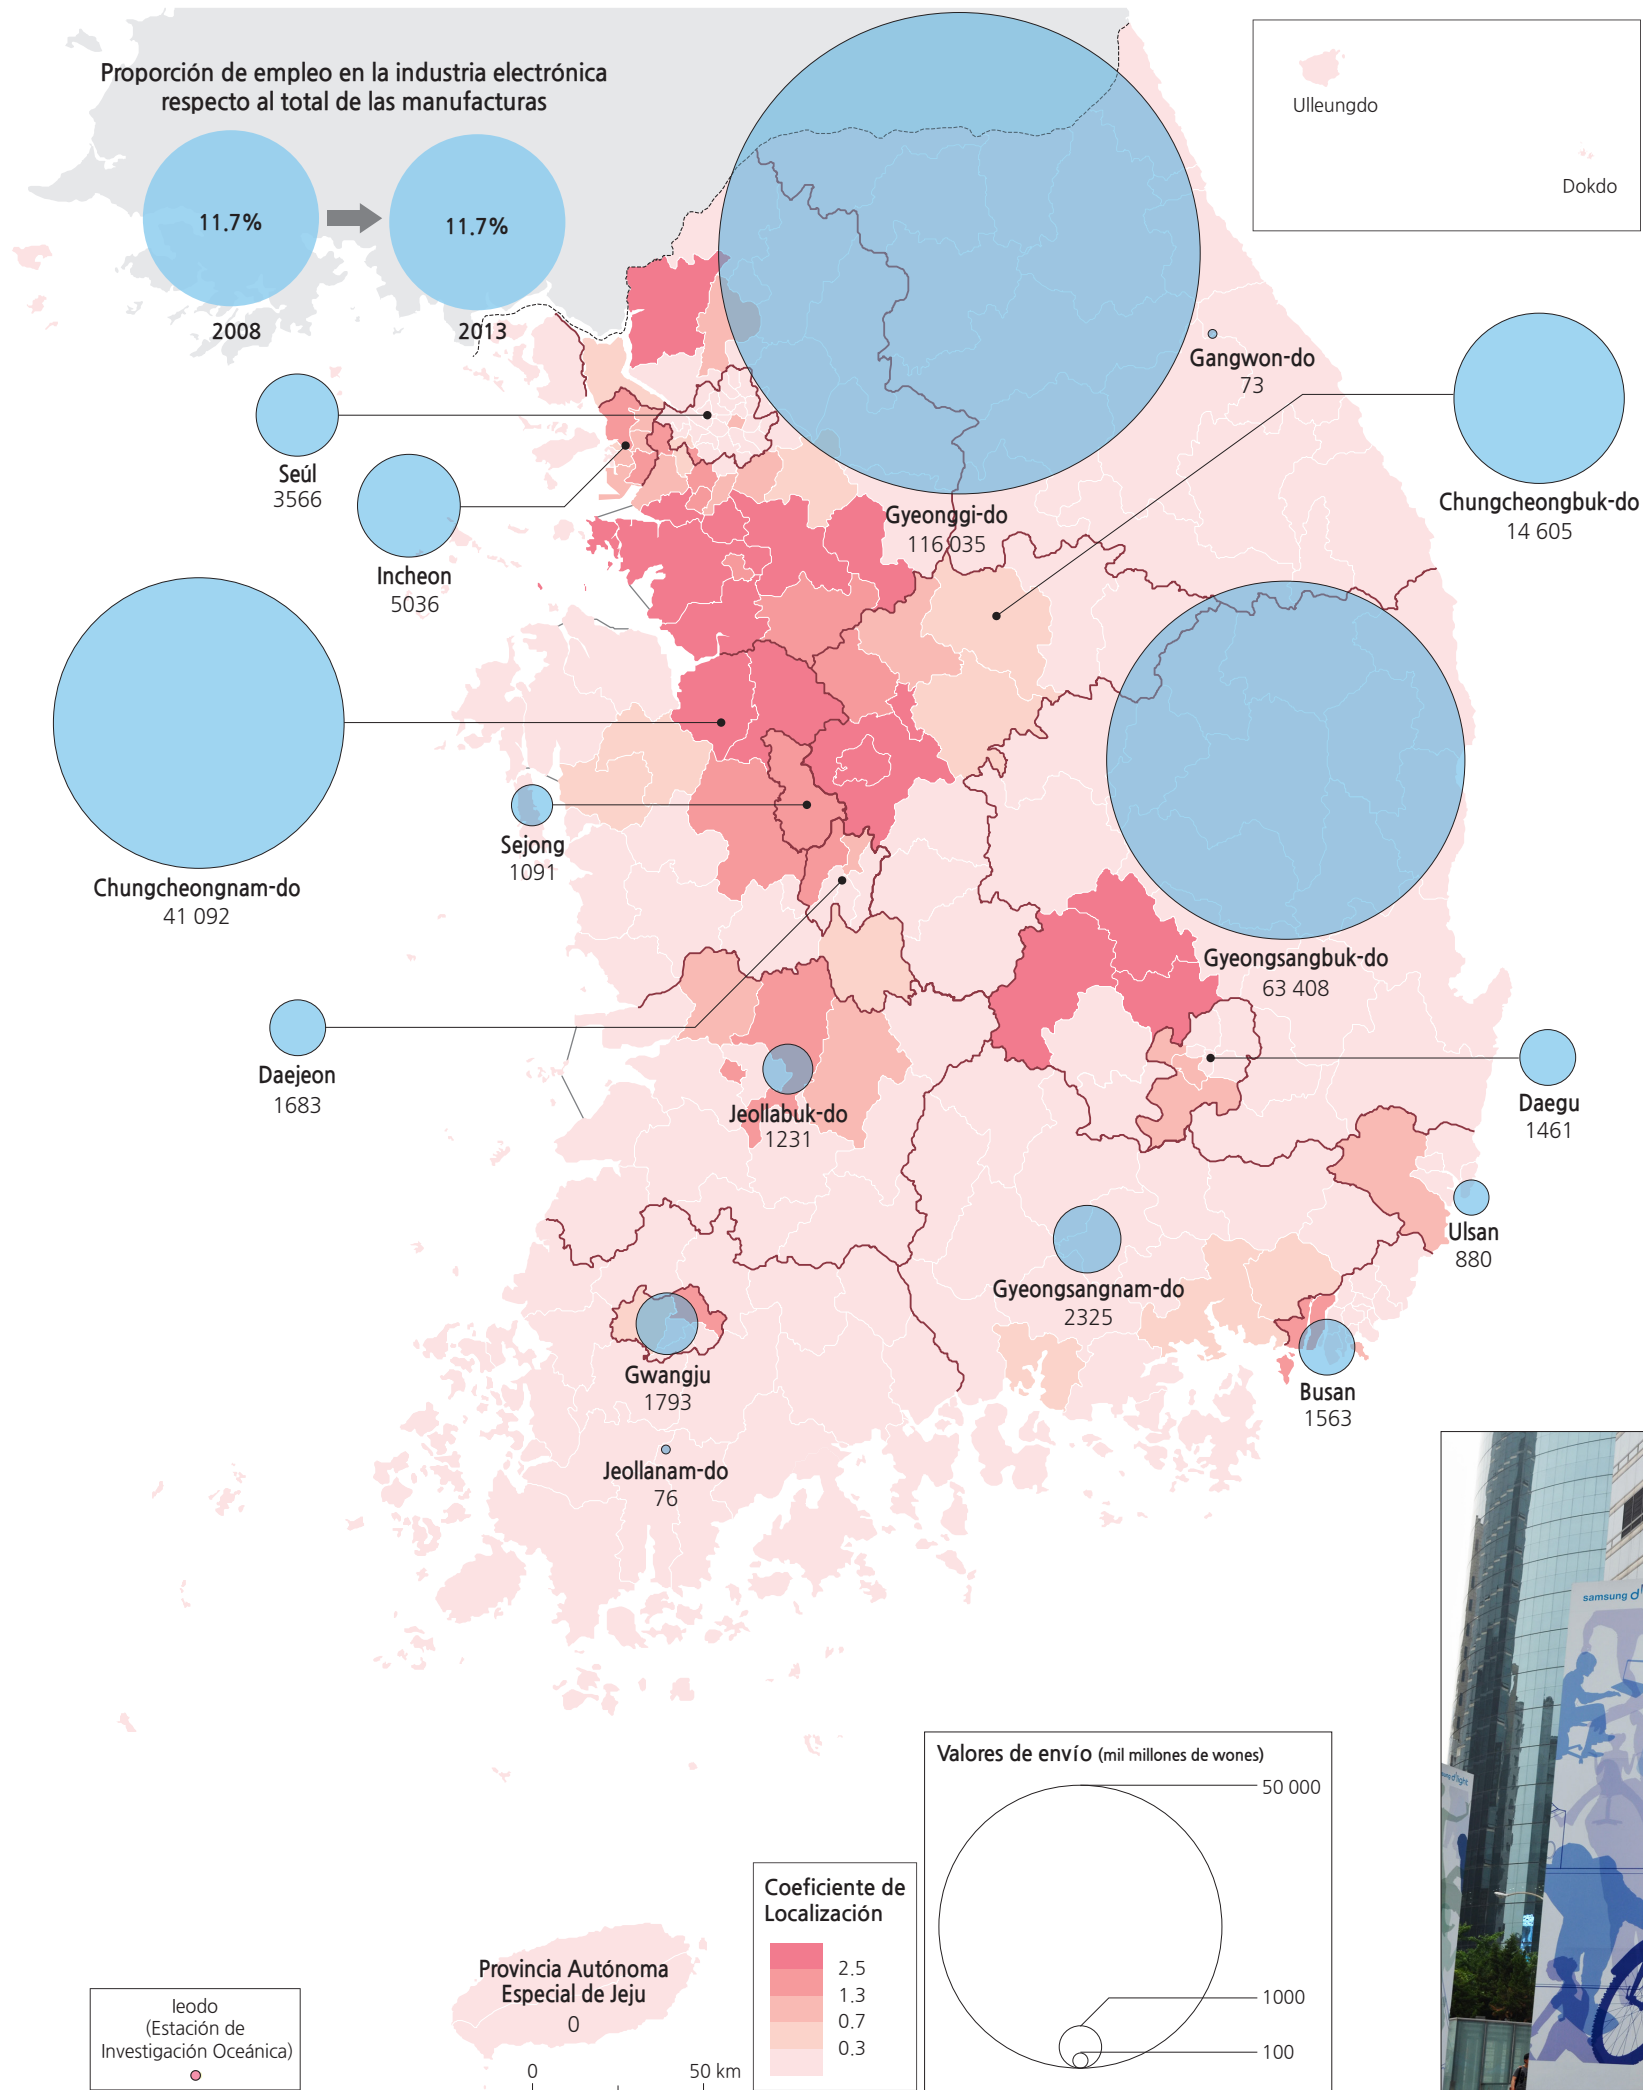 Proporción de empleo en la industria electrónica
respecto al total de las manufacturas
11.7%
11.7%
2008
2013
Ulleungdo
Dokdo
Gangwon-do
73
Seúl
3566
Incheon
5036
Gyeonggi-do
116 035
Chungcheongbuk-do
14 605
Chungcheongnam-do
41 092
Sejong
1091
Gyeongsangbuk-do
63 408
Daejeon
1683
Jeollabuk-do
1231
Daegu
1461
Ulsan
880
Gyeongsangnam-do
2325
Gwangju
1793
Busan
1563
Jeollanam-do
76
samsung d'l
sung d'light
Valores de envío (mil millones de wones)
50 000
1000
100
Coeficiente de
Localización
2.5
1.3
0.7
0.3
Provincia Autónoma
Especial de Jeju
0
Ieodo
(Estación de
Investigación Oceánica)
0
50 km